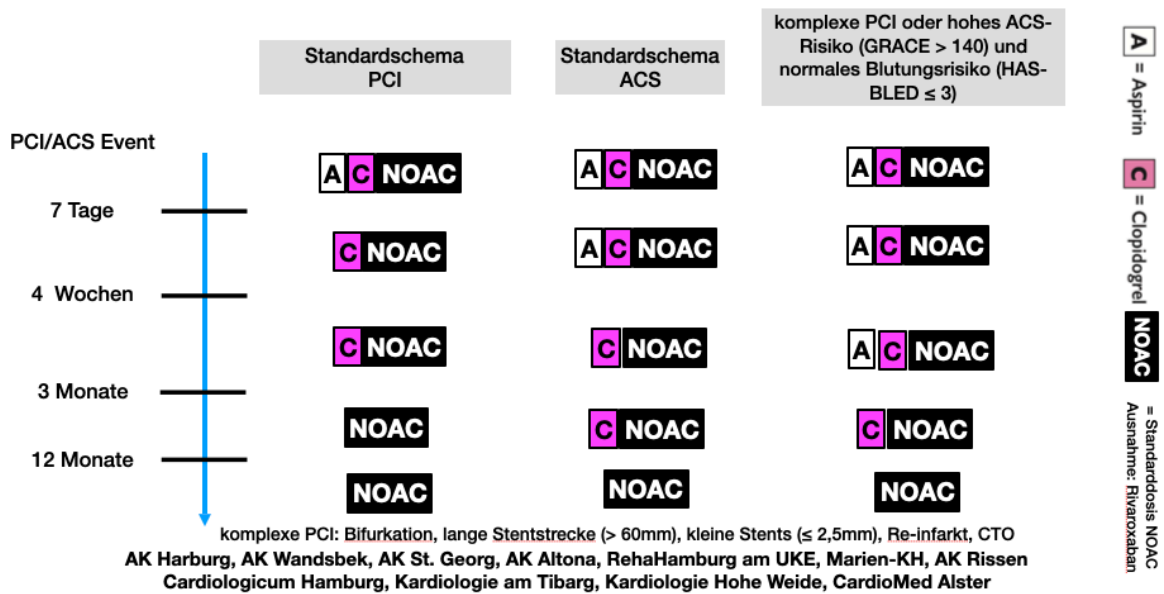 Standardschema
PCI
Standardschema
ACS
komplexe PCI oder hohes ACS-
Risiko (GRACE > 140) und
normales Blutungsrisiko (HAS-
BLED ≤ 3)
PCI/ACS Event
A C NOAC
A C NOAC
A C NOAC
7 Tage
C NOAC
A C NOAC
A C NOAC
4 Wochen
C NOAC
C NOAC
A C NOAC
3 Monate
NOAC
C NOAC
C NOAC
12 Monate
NOAC
NOAC
NOAC
komplexe PCI: Bifurkation, lange Stentstrecke (> 60mm), kleine Stents (≤ 2,5mm), Re-infarkt, CTO
AK Harburg, AK Wandsbek, AK St. Georg, AK Altona, RehaHamburg am UKE, Marien-KH, AK Rissen
Cardiologicum Hamburg, Kardiologie am Tibarg, Kardiologie Hohe Weide, CardioMed Alster
A = Aspirin
C = Clopidogrel
NOAC
= Standarddosis NOAC
Ausnahme: Rivaroxaban